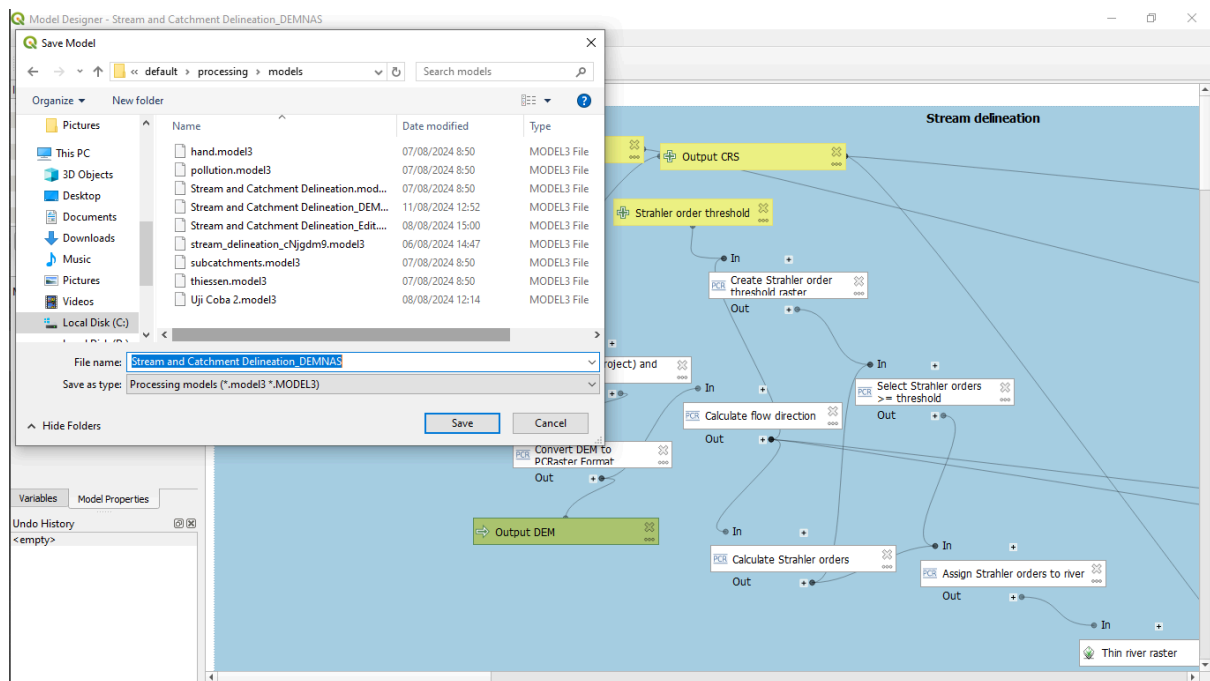 Model Designer - Stream and Catchment Delineation_DEMNAS
Save Model
« default › processing › models
Search models
Organize
New folder
Pictures
This PC
3D Objects
Desktop
Documents
Downloads
Music
Pictures
Videos
Local Disk (C:)
Name Date modified Type
hand.model3 07/08/2024 8:50 MODEL3 File
pollution.model3 07/08/2024 8:50 MODEL3 File
Stream and Catchment Delineation.mod... 07/08/2024 8:50 MODEL3 File
Stream and Catchment Delineation_DEM... 11/08/2024 12:52 MODEL3 File
Stream and Catchment Delineation_Edit.... 08/08/2024 15:00 MODEL3 File
stream_delineation_cNjgdm9.model3 06/08/2024 14:47 MODEL3 File
subcatchments.model3 07/08/2024 8:50 MODEL3 File
thiessen.model3 07/08/2024 8:50 MODEL3 File
Uji Coba 2.model3 08/08/2024 12:14 MODEL3 File
File name: Stream and Catchment Delineation_DEMNAS
Save as type: Processing models (*.model3 *.MODEL3)
Hide Folders
Save
Cancel
Variables
Model Properties
Undo History
<empty>
Stream delineation
Output CRS
Strahler order threshold
In
PCR Create Strahler order
threshold raster
Out
roject) and
In
PCR Select Strahler orders
>= threshold
Out
In
PCR Calculate flow direction
Out
PCR Convert DEM to
PCRaster Format
Out
Output DEM
In
PCR Calculate Strahler orders
Out
In
PCR Assign Strahler orders to river
Out
In
Thin river raster